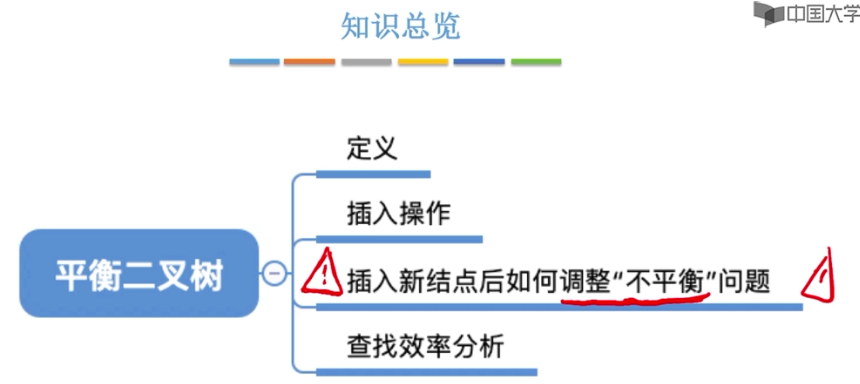 中国大学
知识总览
定义
插入操作
平衡二叉树
插入新结点后如何调整“不平衡”问题
查找效率分析